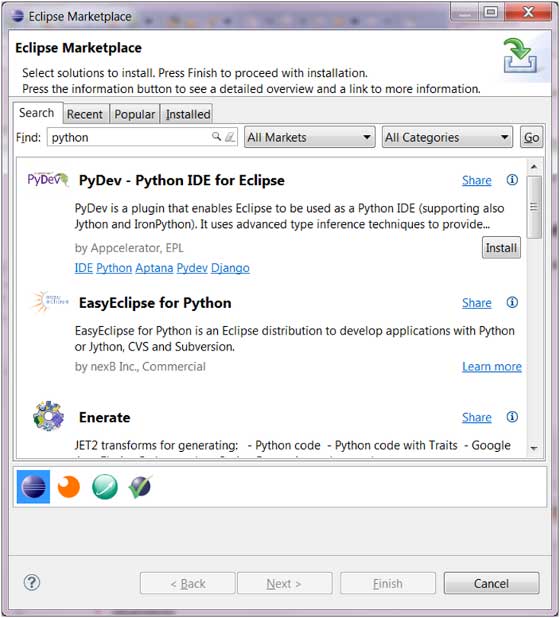 Eclipse Marketplace
Eclipse Marketplace
Select solutions to install. Press Finish to proceed with installation.
Press the information button to see a detailed overview and a link to more information.
Search Recent Popular Installed
Find: python All Markets All Categories Go
PyDev PyDev - Python IDE for Eclipse Share
PyDev is a plugin that enables Eclipse to be used as a Python IDE (supporting also
Jython and IronPython). It uses advanced type inference techniques to provide...
by Appcelerator, EPL Install
IDE Python Aptana Pydev Django
EasyEclipse for Python Share
EasyEclipse for Python is an Eclipse distribution to develop applications with Python
or Jython, CVS and Subversion.
by nexB Inc., Commercial Learn more
Enerate Share
JET2 transforms for generating: - Python code - Python code with Traits - Google
? < Back Next > Finish Cancel